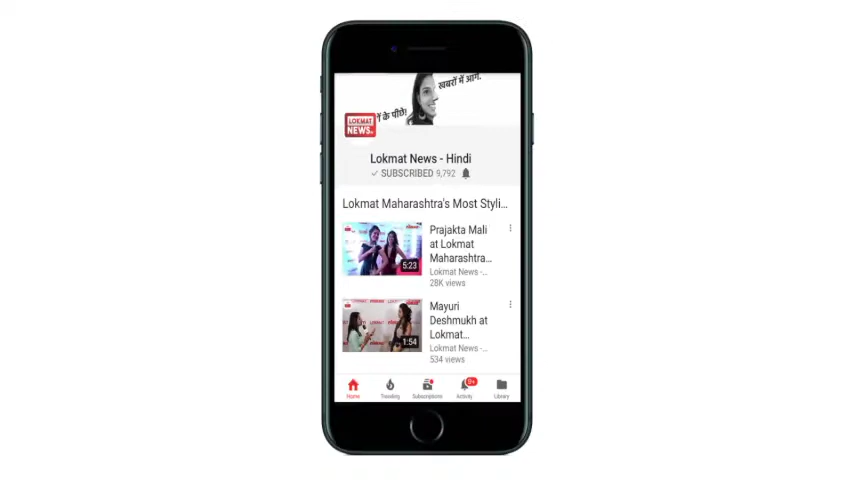 खबरों में आगे.
ों के पीछे!
LOKMAT
NEWS
Lokmat News - Hindi
SUBSCRIBED 9,792
Lokmat Maharashtra's Most Styli...
Prajakta Mali
at Lokmat
Maharashtra...
Lokmat News -...
28K views
5:23
Mayuri
Deshmukh at
Lokmat...
Lokmat News -...
534 views
1:54
Home Trending Subscriptions Activity Library
9+